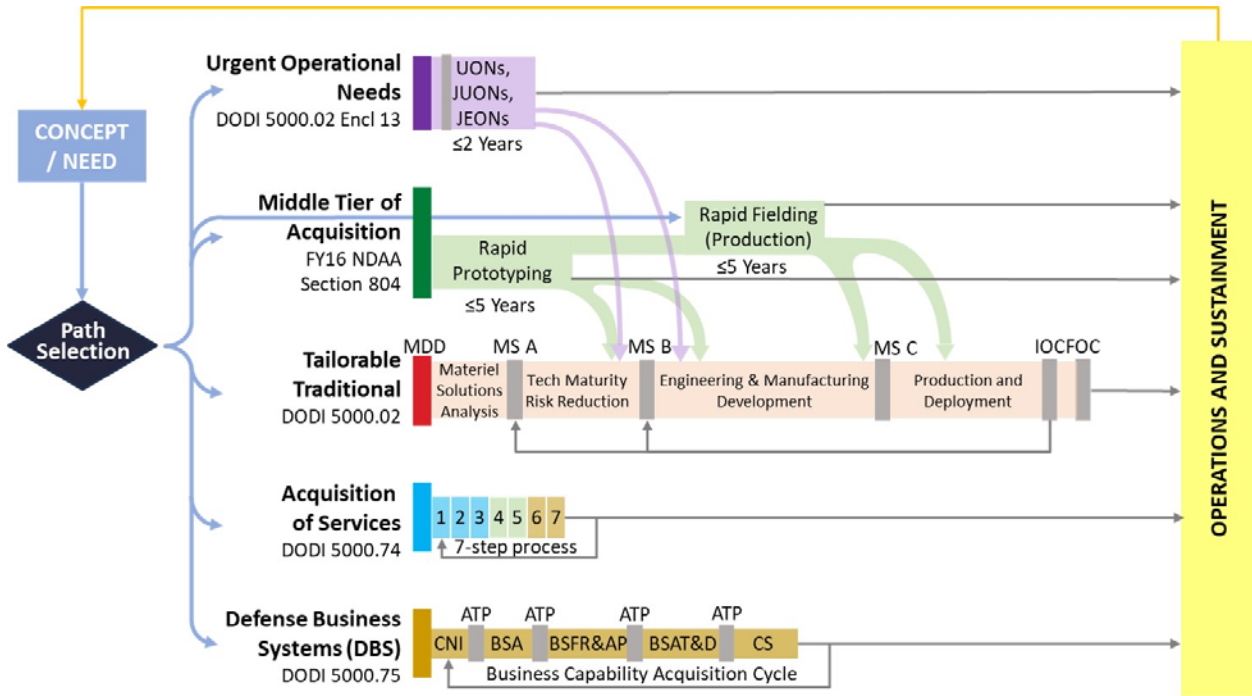 CONCEPT
/ NEED
Path
Selection
Urgent Operational
Needs
DODI 5000.02 Encl 13
UONs,
JUONs,
JEONs
≤2 Years
Middle Tier of
Acquisition
FY16 NDAA
Section 804
Rapid
Prototyping
≤5 Years
Rapid Fielding
(Production)
≤5 Years
Tailorable
Traditional
DODI 5000.02
MDD
Materiel
Solutions
Analysis
MS A
Tech Maturity
Risk Reduction
MS B
Engineering & Manufacturing
Development
MS C
Production and
Deployment
IOC
FOC
Acquisition
of Services
DODI 5000.74
1 2 3 4 5 6 7
7-step process
Defense Business
Systems (DBS)
DODI 5000.75
ATP ATP ATP ATP
CNI BSA BSFR&AP BSAT&D CS
Business Capability Acquisition Cycle
OPERATIONS AND SUSTAINMENT